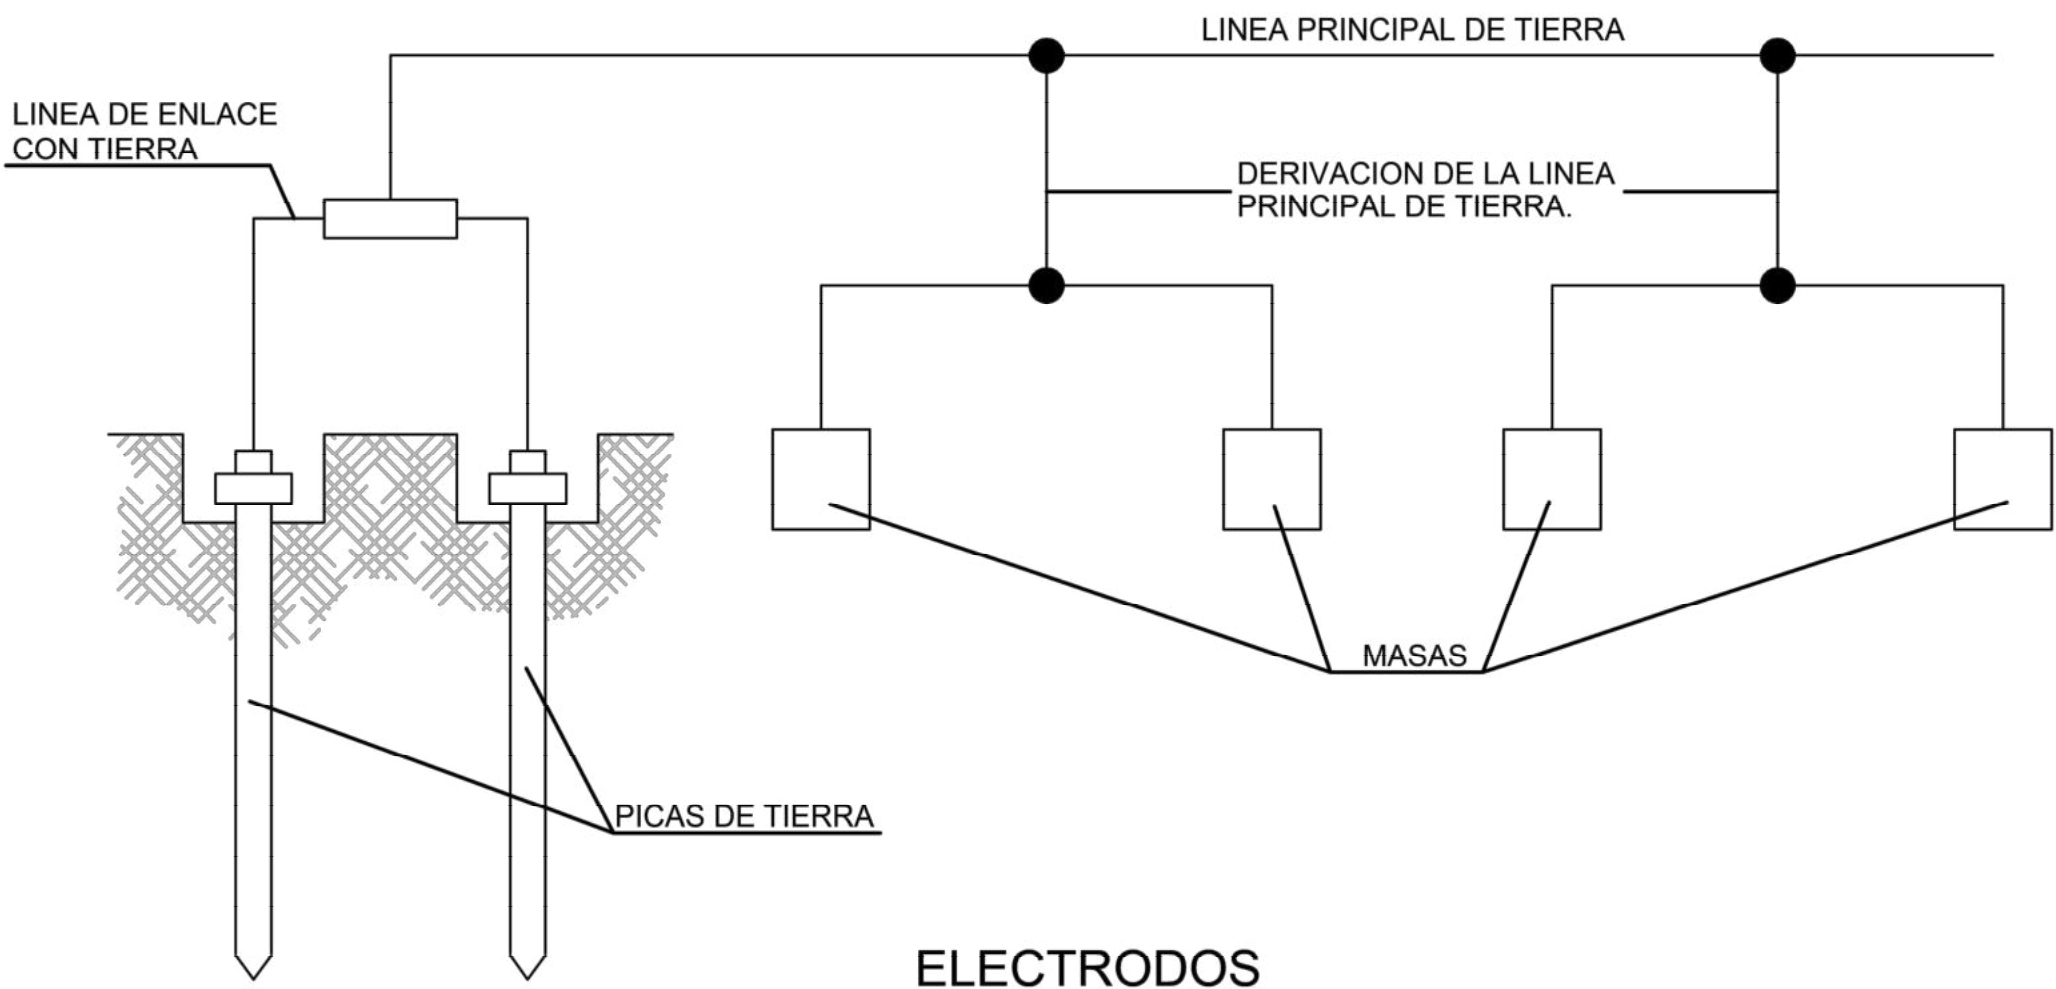 LINEA PRINCIPAL DE TIERRA
LINEA DE ENLACE
CON TIERRA
DERIVACION DE LA LINEA
PRINCIPAL DE TIERRA.
MASAS
PICAS DE TIERRA
ELECTRODOS